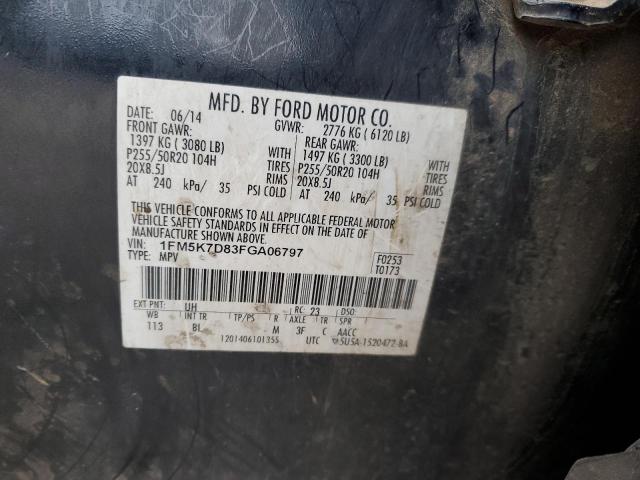 MFD. BY FORD MOTOR CO.
DATE: 06/14 GVWR: 2776 KG ( 6120 LB)
FRONT GAWR: REAR GAWR:
1397 KG ( 3080 LB) WITH 1497 KG ( 3300 LB) WITH
P255/50R20 104H TIRES P255/50R20 104H TIRES
20X8.5J RIMS 20X8.5J RIMS
AT 240 kPa/ 35 PSI COLD AT 240 kPa/ 35 PSI COLD
THIS VEHICLE CONFORMS TO ALL APPLICABLE FEDERAL MOTOR
VEHICLE SAFETY STANDARDS IN EFFECT ON THE DATE OF
MANUFACTURE SHOWN ABOVE.
VIN: 1FM5K7D83FGA06797 F0253
TYPE: MPV T0173
EXT PNT: UH RC: 23 DSO:
WB INT TR TP/PS R AXLE TR SPR
113 BL M 3F C AACC
1201406101355 UTC 5U5A-1520472-BA